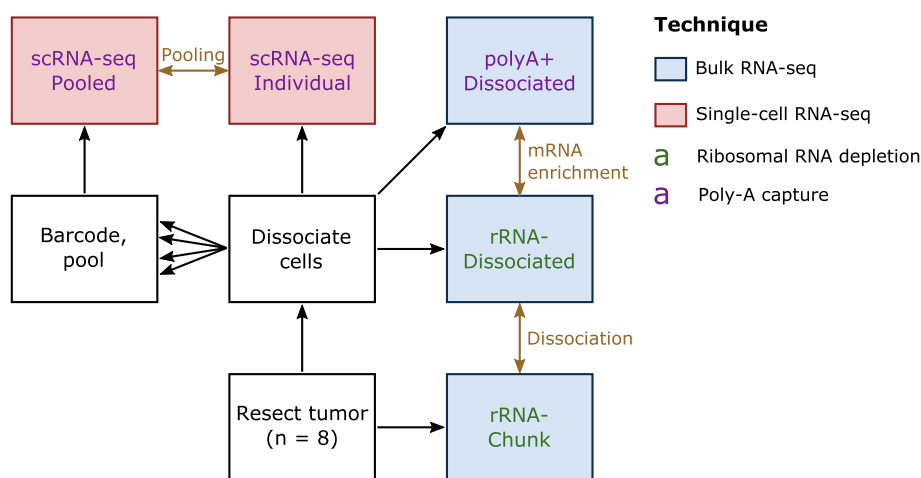 scRNA-seq
Pooled
Pooling
scRNA-seq
Individual
polyA+
Dissociated
mRNA
enrichment
Barcode,
pool
Dissociate
cells
rRNA-
Dissociated
Dissociation
Resect tumor
(n = 8)
rRNA-
Chunk
Technique
Bulk RNA-seq
Single-cell RNA-seq
a Ribosomal RNA depletion
a Poly-A capture